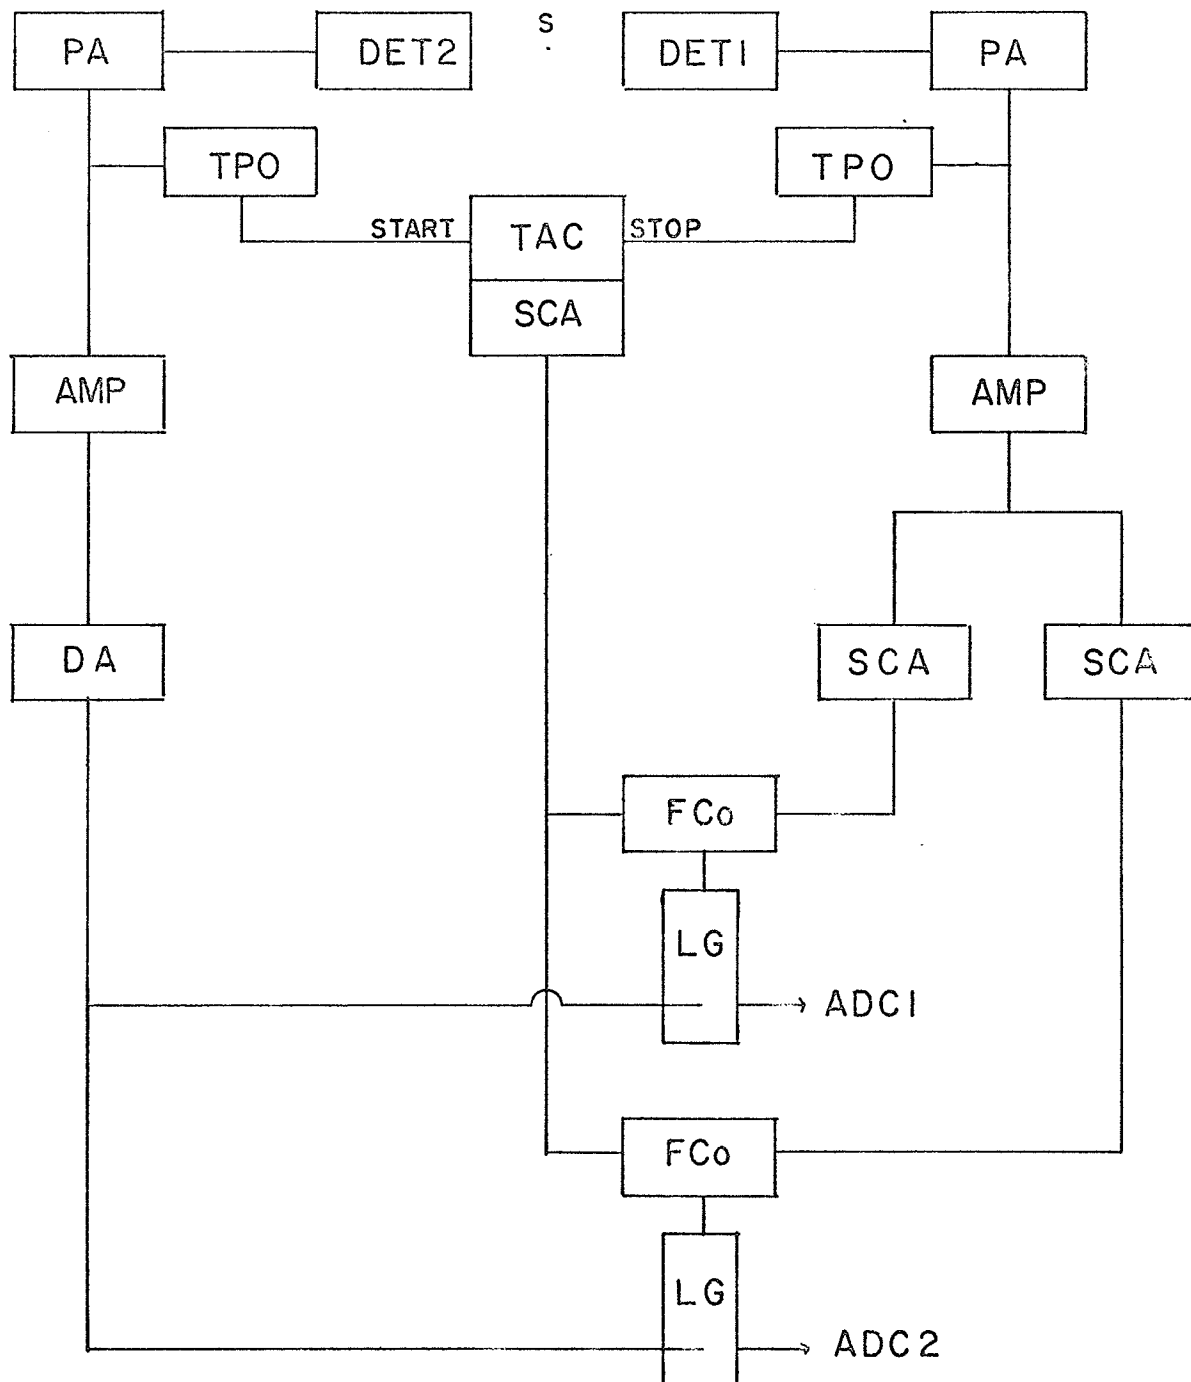 S
PA
DET2
DET1
PA
TPO
TPO
START
TAC
STOP
SCA
AMP
AMP
DA
SCA
SCA
FCo
LG
ADC1
FCo
LG
ADC2